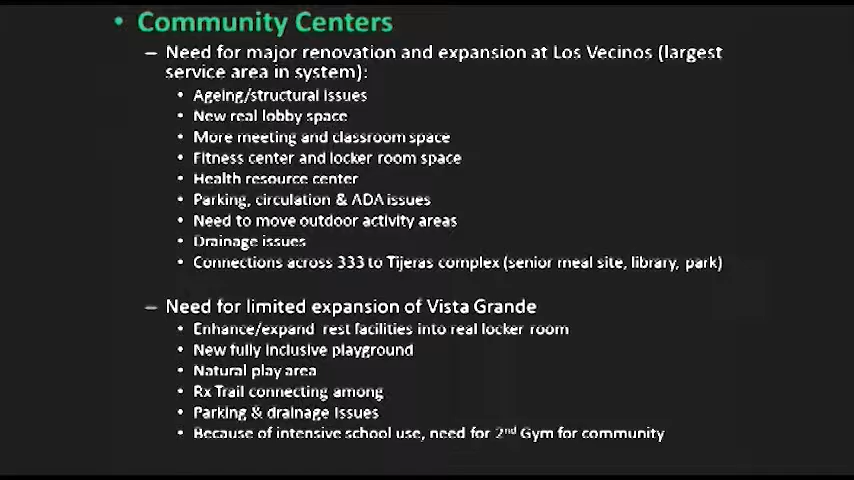 • Community Centers
– Need for major renovation and expansion at Los Vecinos (largest
service area in system):
• Ageing/structural issues
• New real lobby space
• More meeting and classroom space
• Fitness center and locker room space
• Health resource center
• Parking, circulation & ADA issues
• Need to move outdoor activity areas
• Drainage issues
• Connections across 333 to Tijeras complex (senior meal site, library, park)
– Need for limited expansion of Vista Grande
• Enhance/expand rest facilities into real locker room
• New fully inclusive playground
• Natural play area
• Rx Trail connecting among
• Parking & drainage Issues
• Because of intensive school use, need for 2nd Gym for community